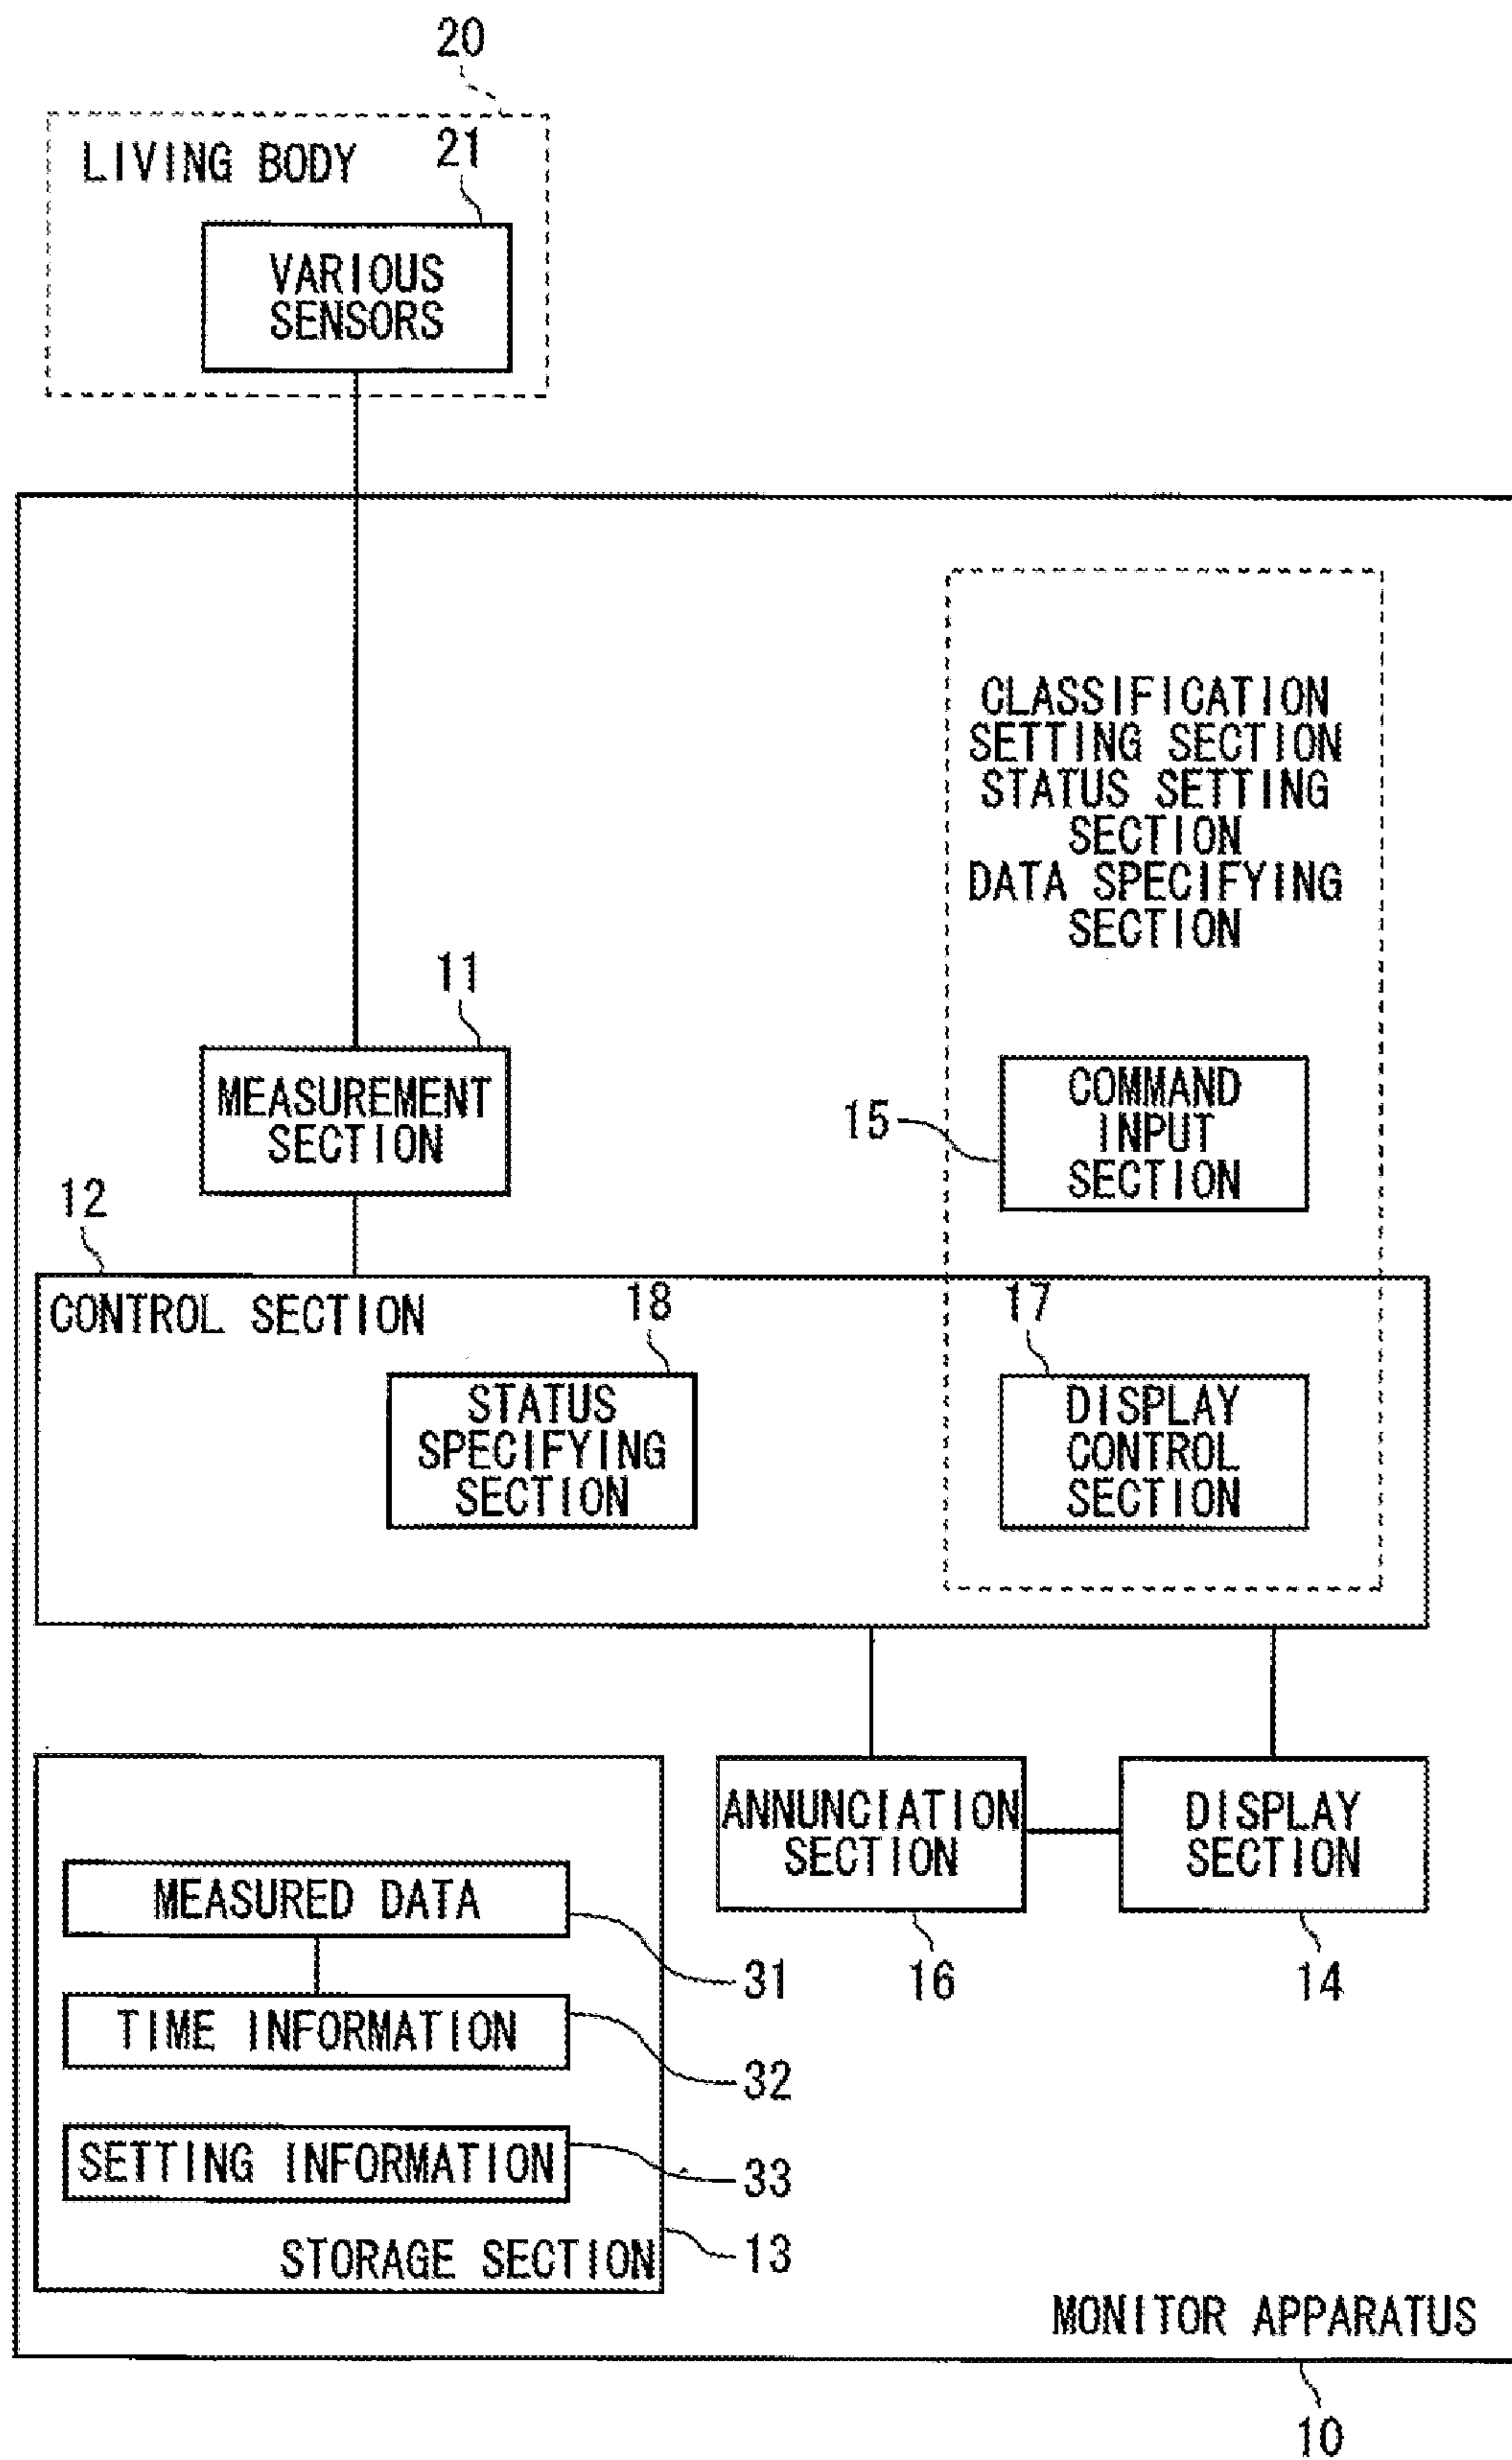 20
LIVING BODY
21
VARIOUS
SENSORS
CLASSIFICATION
SETTING SECTION
STATUS SETTING
SECTION
DATA SPECIFYING
SECTION
11
MEASUREMENT
SECTION
15
COMMAND
INPUT
SECTION
12
CONTROL SECTION
18
17
STATUS
SPECIFYING
SECTION
DISPLAY
CONTROL
SECTION
ANNUNCIATION
SECTION
DISPLAY
SECTION
16
14
MEASURED DATA
31
TIME INFORMATION
32
SETTING INFORMATION
33
STORAGE SECTION
13
MONITOR APPARATUS
10